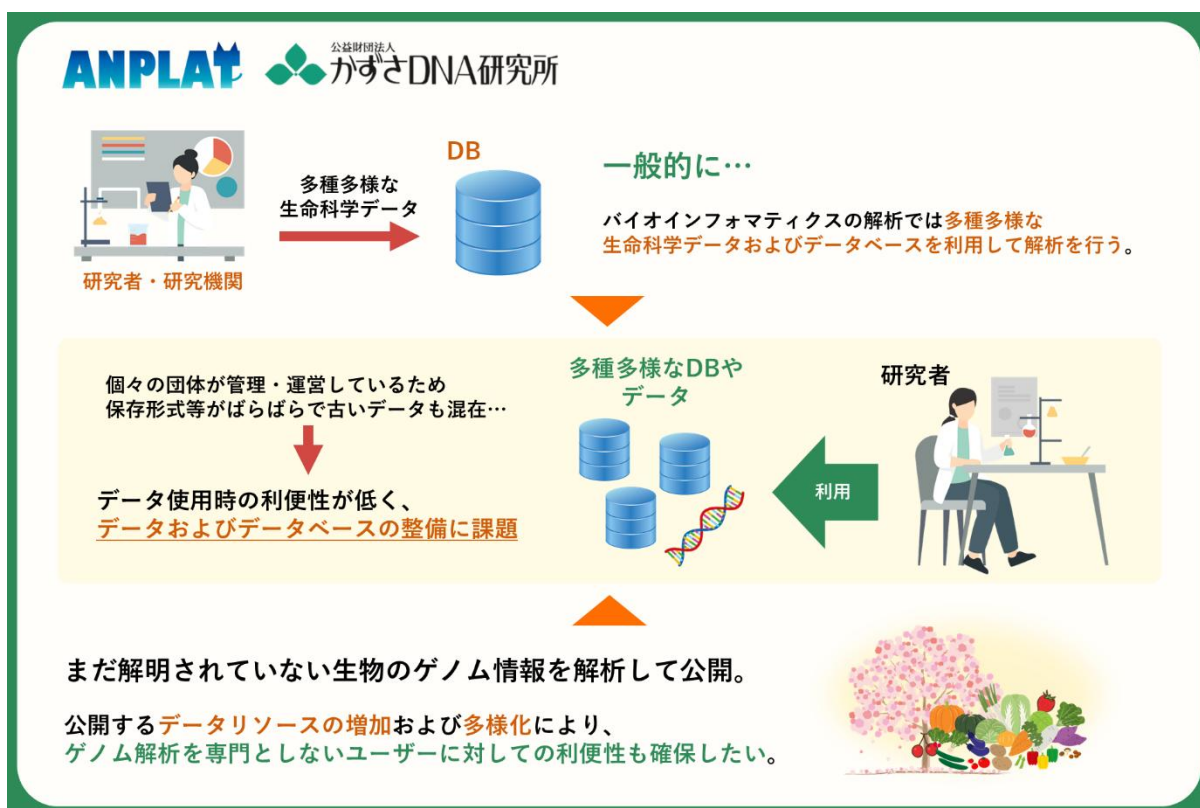 ANPLAT
公益財団法人
かずさDNA研究所
研究者・研究機関
多種多様な
生命科学データ
DB
一般的に…
バイオインフォマティクスの解析では多種多様な
生命科学データおよびデータベースを利用して解析を行う。
個々の団体が管理・運営しているため
保存形式等がばらばらで古いデータも混在…
データ使用時の利便性が低く、
データおよびデータベースの整備に課題
多種多様なDBや
データ
利用
研究者
まだ解明されていない生物のゲノム情報を解析して公開。
公開するデータリソースの増加および多様化により、
ゲノム解析を専門としないユーザーに対しての利便性も確保したい。